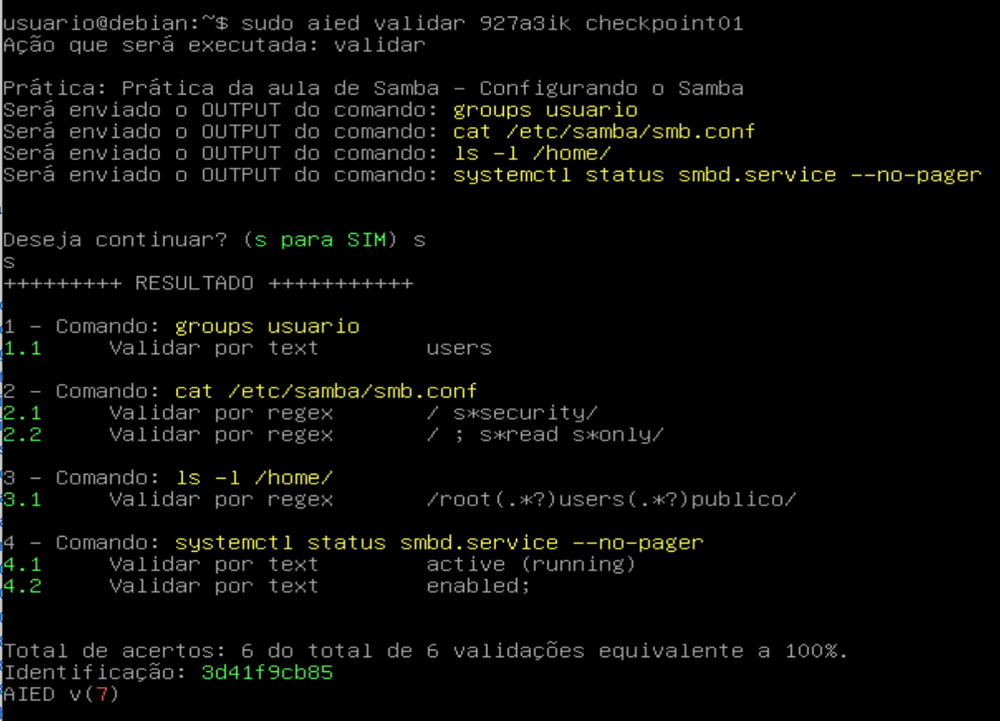 usuario@debian:~$ sudo aied validar 927a3ik checkpoint01
Ação que será executada: validar
Prática: Prática da aula de Samba - Configurando o Samba
Será enviado o OUTPUT do comando: groups usuario
Será enviado o OUTPUT do comando: cat /etc/samba/smb.conf
Será enviado o OUTPUT do comando: ls -l /home/
Será enviado o OUTPUT do comando: systemctl status smbd.service --no-pager
Deseja continuar? (s para SIM) s
s
+++++++++ RESULTADO +++++++++++
1 - Comando: groups usuario
1.1 Validar por text users
2 - Comando: cat /etc/samba/smb.conf
2.1 Validar por regex / s*security/
2.2 Validar por regex / ; s*read s*only/
3 - Comando: ls -l /home/
3.1 Validar por regex /root(.*?)users(.*?)publico/
4 - Comando: systemctl status smbd.service --no-pager
4.1 Validar por text active (running)
4.2 Validar por text enabled;
Total de acertos: 6 do total de 6 validações equivalente a 100%.
Identificação: 3d41f9cb85
AIED v(7)